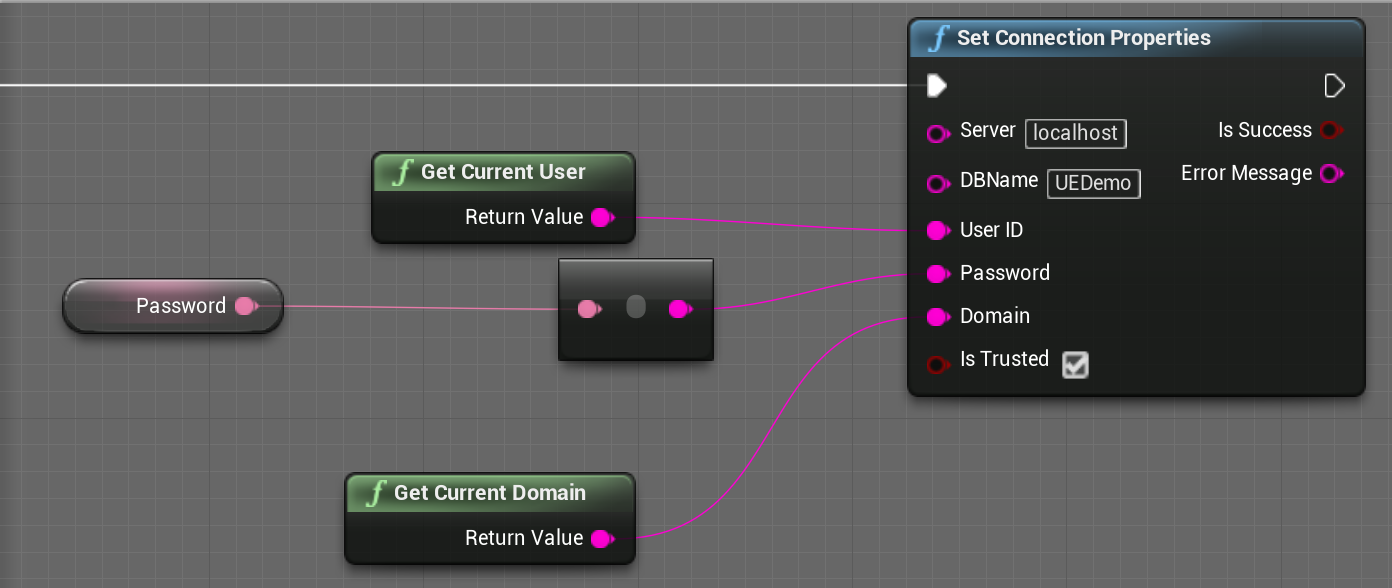 Set Connection Properties
Server localhost
Is Success
DBName UEDemo
Error Message
User ID
Password
Domain
Is Trusted
Get Current User
Return Value
Password
Get Current Domain
Return Value